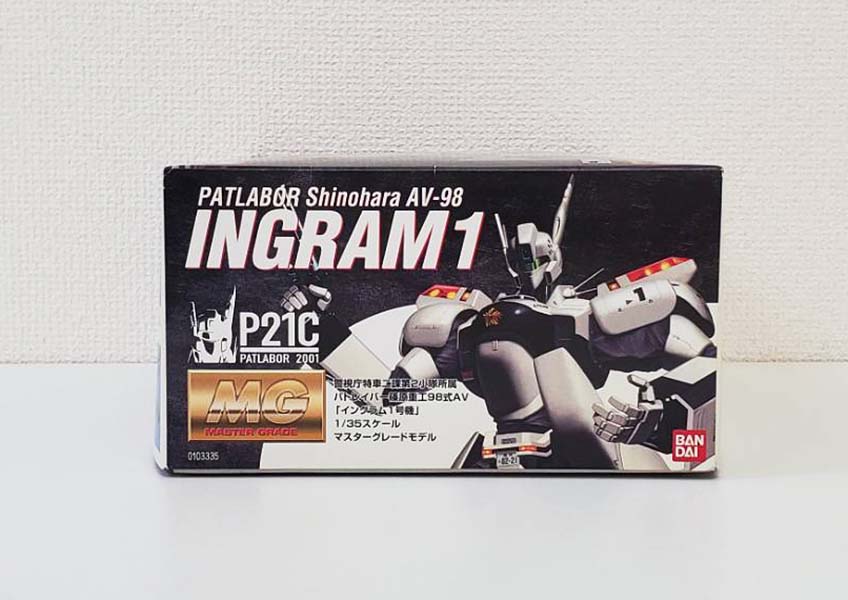 PATLABOR Shinohara AV-98
INGRAM1
P21C
PATLABOR 2001
MG
MASTER GRADE
警視庁特車二課第2小隊所属
パトレイバー篠原重工98式AV
「イングラム1号機」
1/35スケール
マスターグレードモデル
0103335
1
BAN
DAI